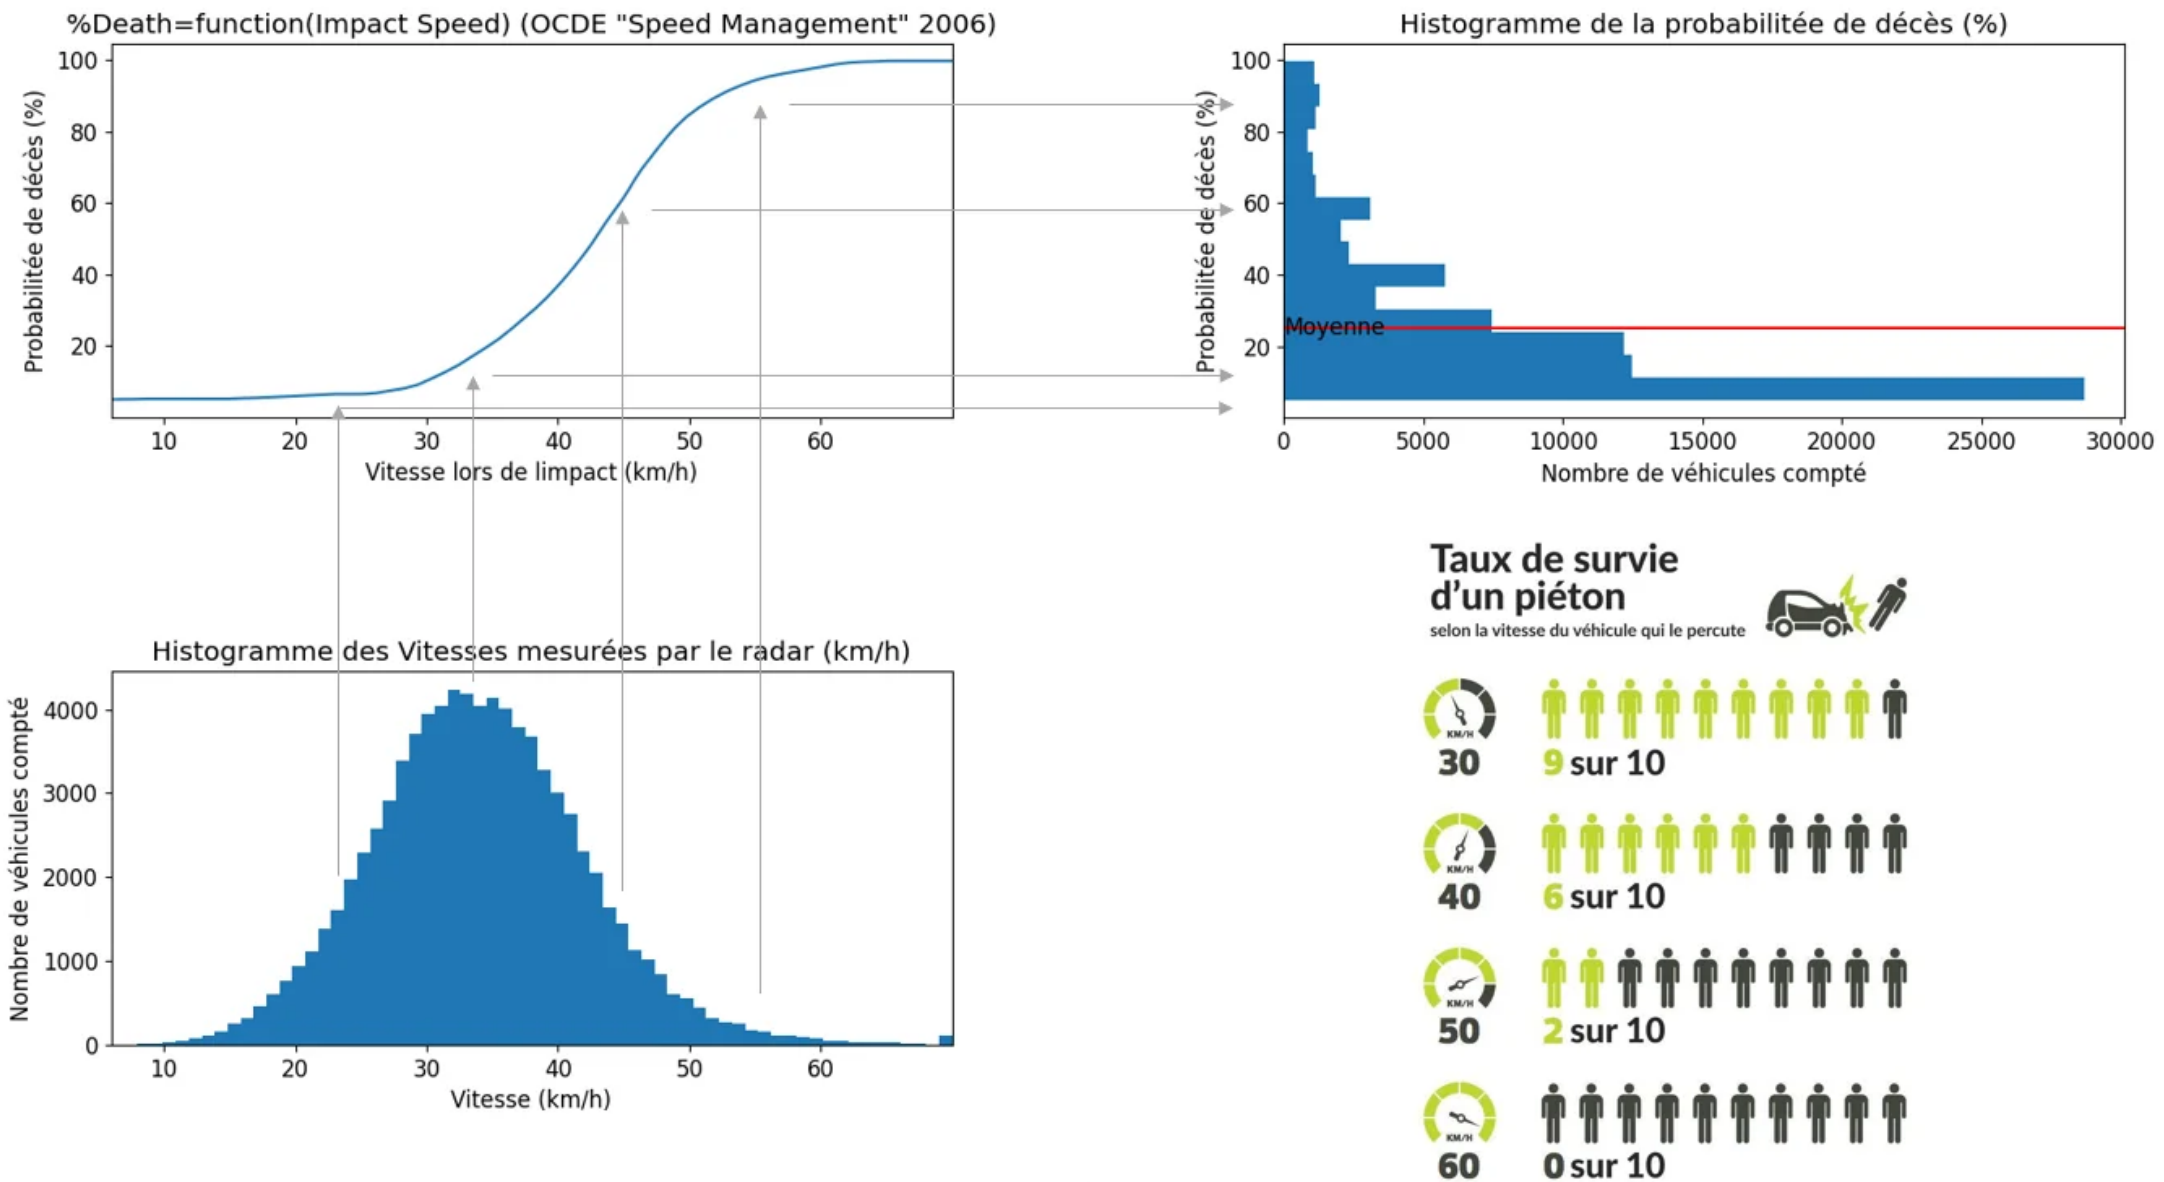 %Death=function(Impact Speed) (OCDE "Speed Management" 2006)
Probabilitée de décès (%)
100
80
60
40
20
10 20 30 40 50 60
Vitesse lors de limpact (km/h)
Histogramme de la probabilitée de décès (%)
Probabilitée de décès (%)
100
80
60
40
20
Moyenne
0 5000 10000 15000 20000 25000 30000
Nombre de véhicules compté
Histogramme des Vitesses mesurées par le radar (km/h)
Nombre de véhicules compté
4000
3000
2000
1000
0
10 20 30 40 50 60
Vitesse (km/h)
Taux de survie
d'un piéton
selon la vitesse du véhicule qui le percute
KM/H
30 9 sur 10
KM/H
40 6 sur 10
KM/H
50 2 sur 10
KM/H
60 0 sur 10